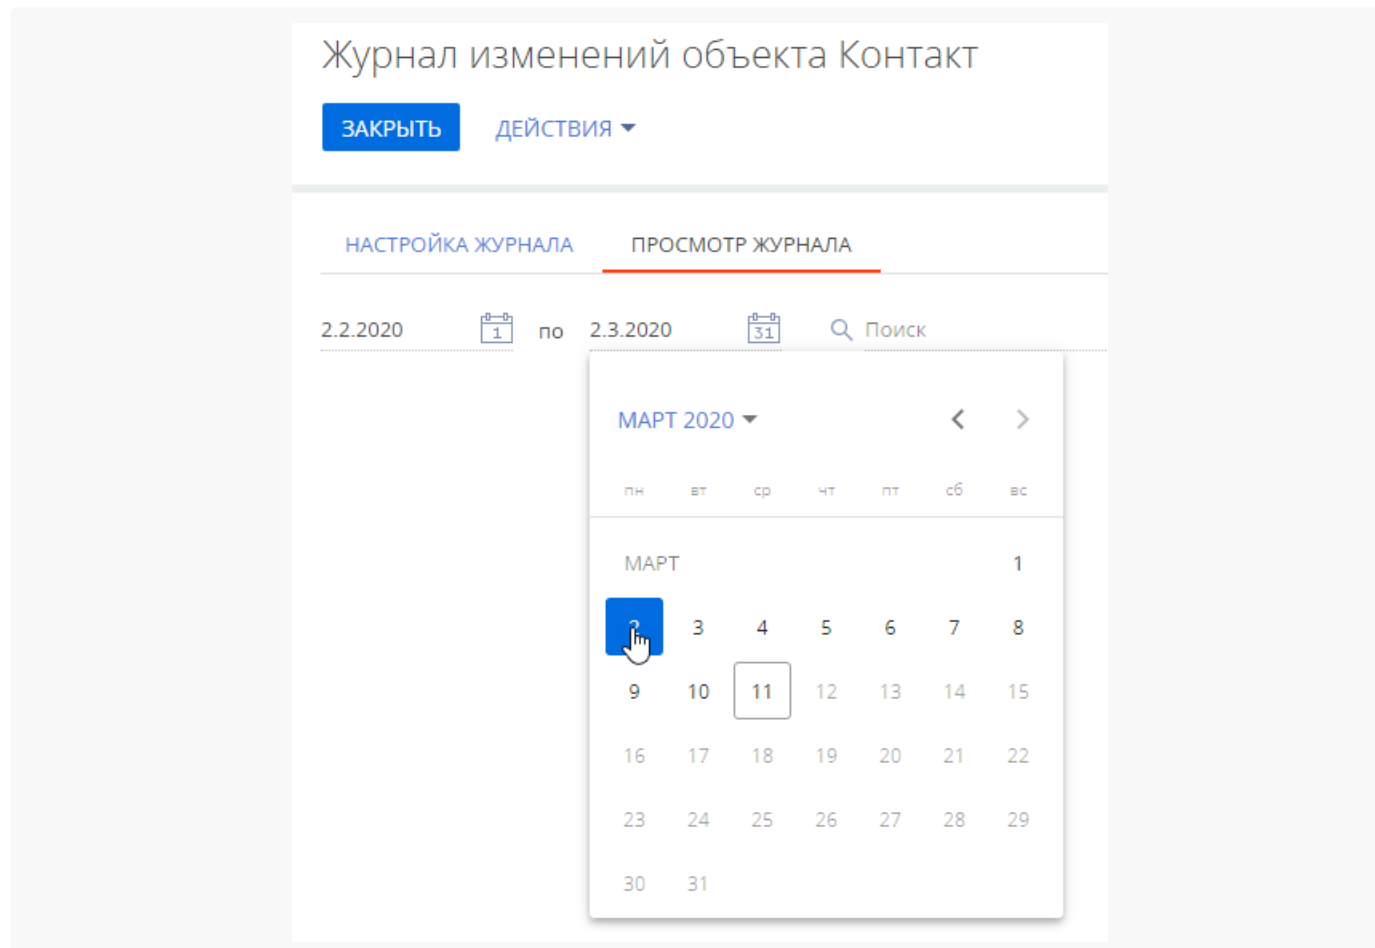 Журнал изменений объекта Контакт
ЗАКРЫТЬ ДЕЙСТВИЯ
НАСТРОЙКА ЖУРНАЛА ПРОСМОТР ЖУРНАЛА
2.2.2020 1 по 2.3.2020 31 Поиск
МАРТ 2020
пн вт ср чт пт сб вс
МАРТ 1
2 3 4 5 6 7 8
9 10 11 12 13 14 15
16 17 18 19 20 21 22
23 24 25 26 27 28 29
30 31